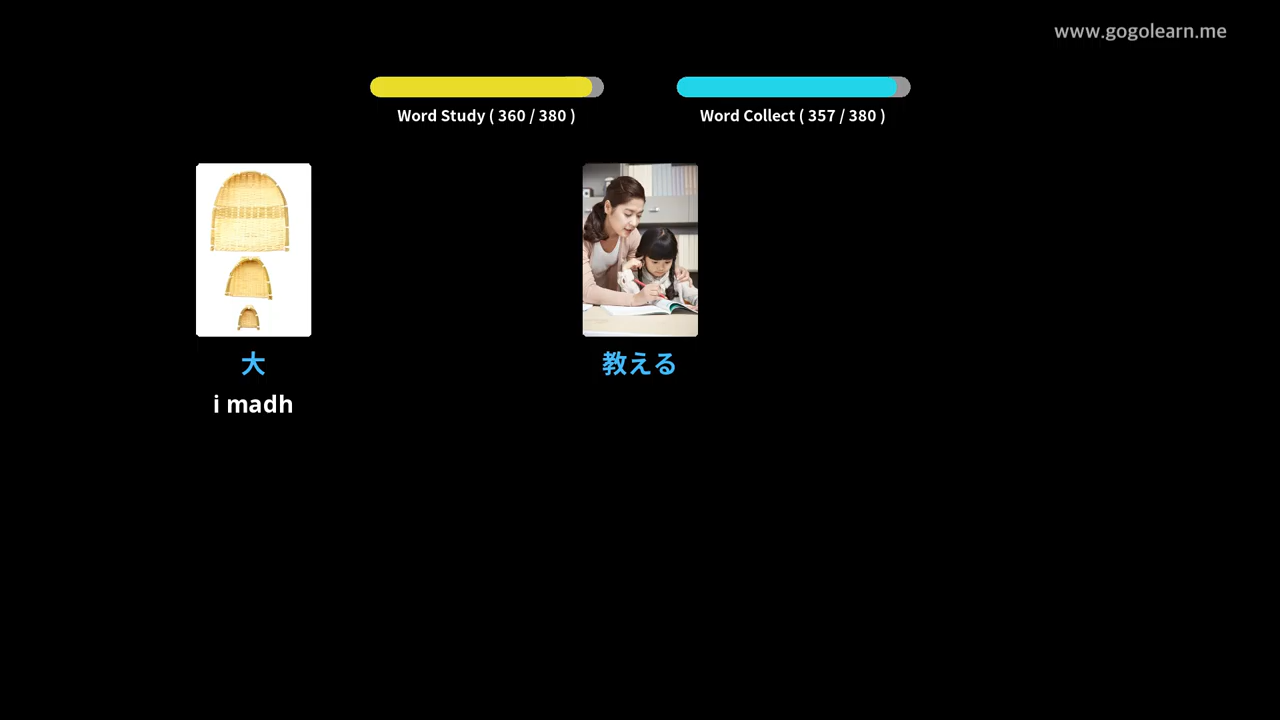 www.gogolearn.me
Word Study ( 360 / 380 )
Word Collect ( 357 / 380 )
大
教える
i madh